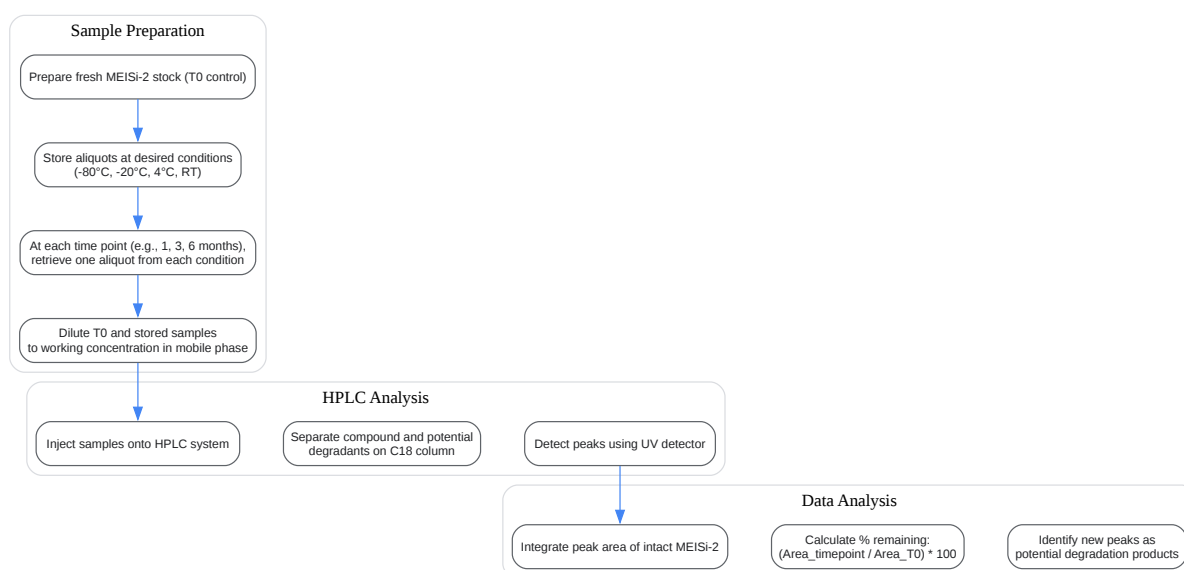 Sample Preparation
Prepare fresh MEISi-2 stock (T0 control)
Store aliquots at desired conditions
(-80°C, -20°C, 4°C, RT)
At each time point (e.g., 1, 3, 6 months),
retrieve one aliquot from each condition
Dilute T0 and stored samples
to working concentration in mobile phase
HPLC Analysis
Inject samples onto HPLC system
Separate compound and potential
degradants on C18 column
Detect peaks using UV detector
Data Analysis
Integrate peak area of intact MEISi-2
Calculate % remaining:
(Area_timepoint / Area_T0) * 100
Identify new peaks as
potential degradation products